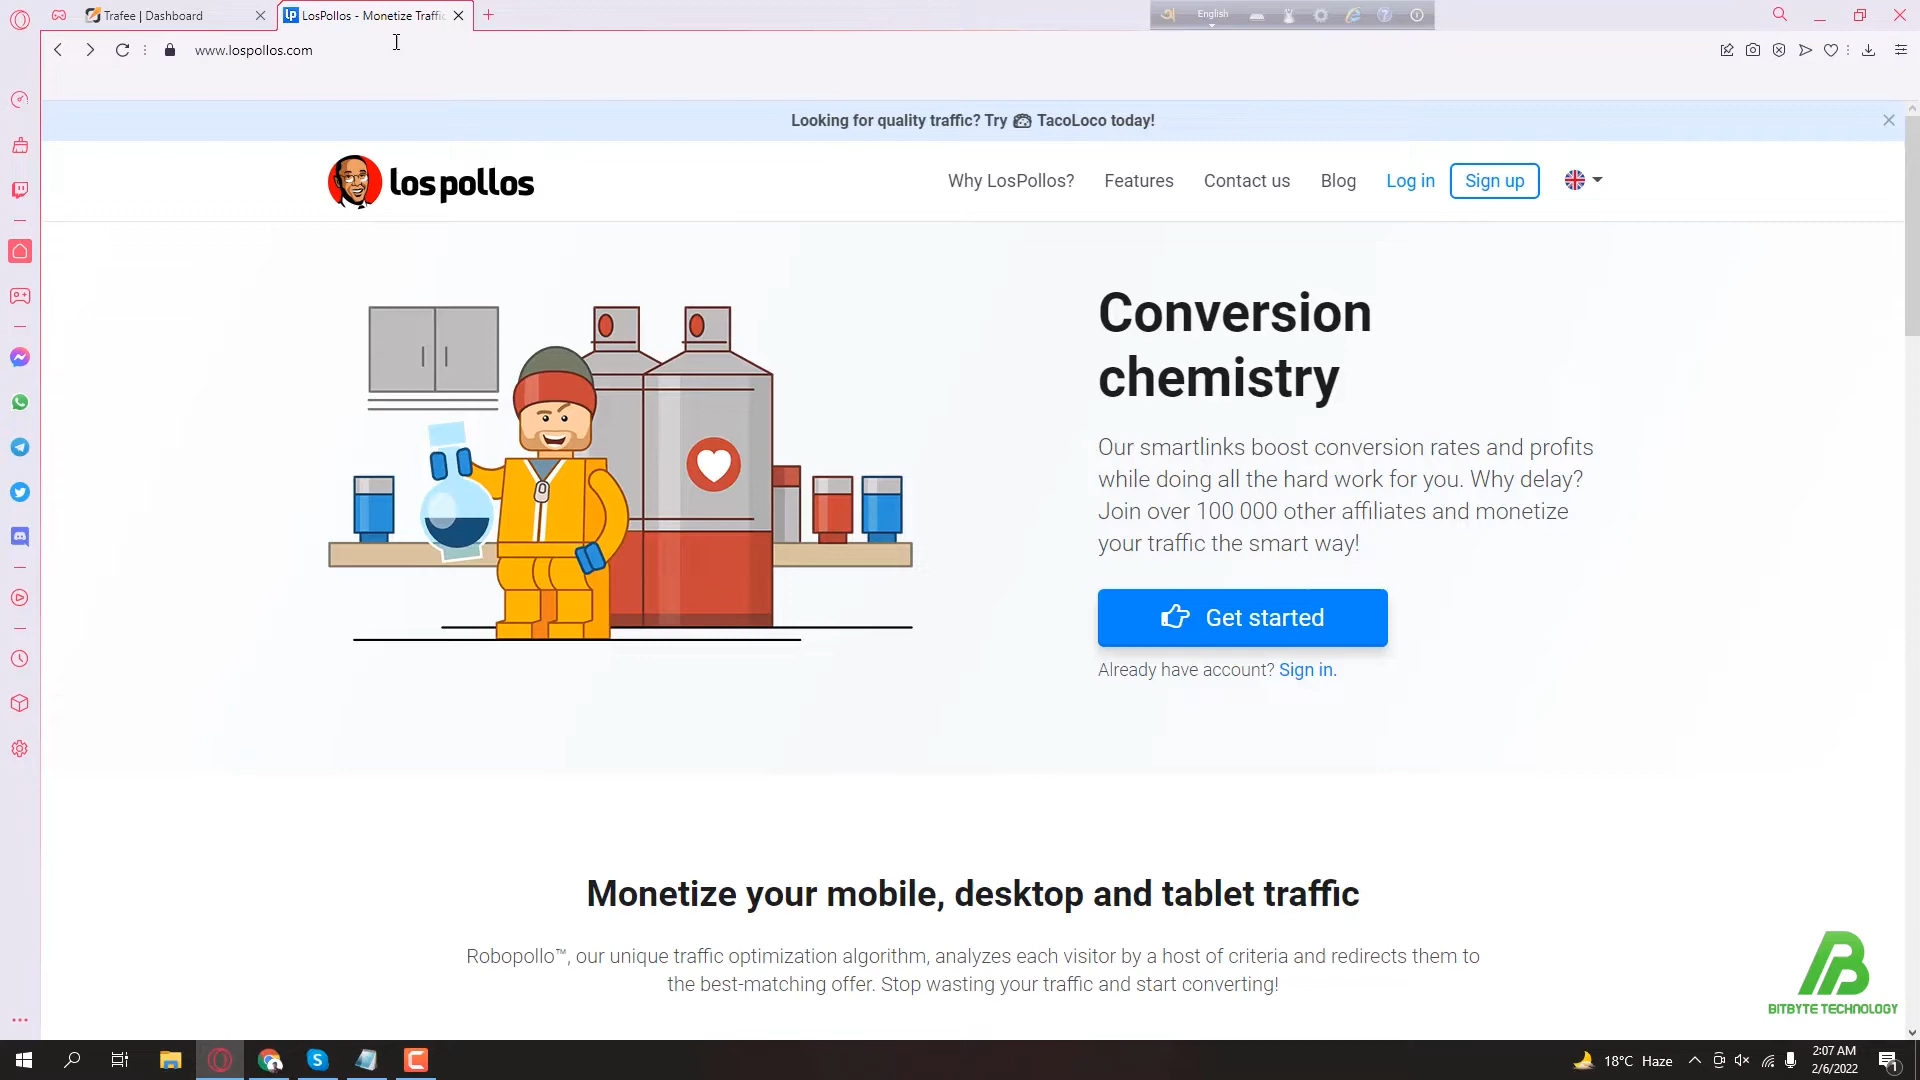 Trafee | Dashboard
LosPollos - Monetize Traffic
English
www.lospollos.com
Looking for quality traffic? Try TacoLoco today!
los pollos
Why LosPollos?
Features
Contact us
Blog
Log in
Sign up
Conversion
chemistry
Our smartlinks boost conversion rates and profits
while doing all the hard work for you. Why delay?
Join over 100 000 other affiliates and monetize
your traffic the smart way!
Get started
Already have account? Sign in.
Monetize your mobile, desktop and tablet traffic
Robopollo™, our unique traffic optimization algorithm, analyzes each visitor by a host of criteria and redirects them to
the best-matching offer. Stop wasting your traffic and start converting!
BITBYTE TECHNOLOGY
18°C Haze
2:07 AM
2/6/2022
1